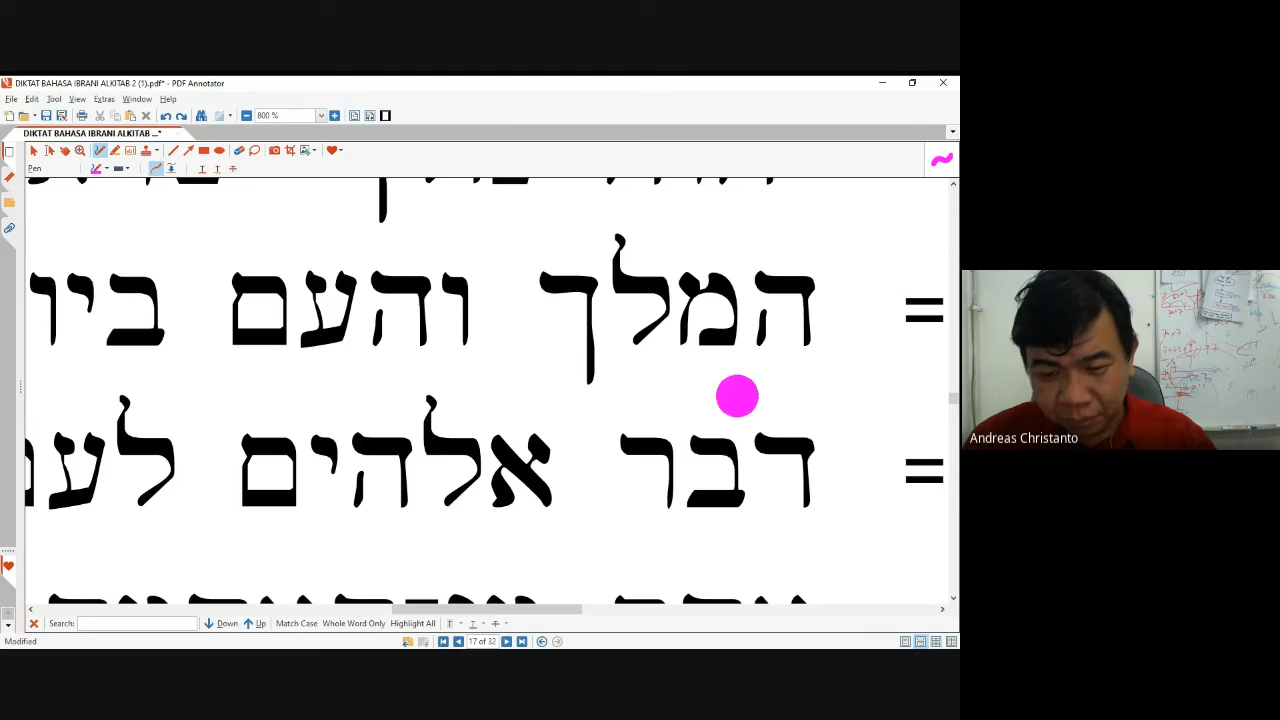 DIKTAT BAHASA IBRANI ALKITAB 2 (1).pdf* - PDF Annotator
File Edit Tool View Extras Window Help
800 %
DIKTAT BAHASA IBRANI ALKITAB ...*
Pen
= המלך והעם ביו
= דבר אלהים
Andreas Christanto
Search: Down Up Match Case Whole Word Only Highlight All
Modified
17 of 32